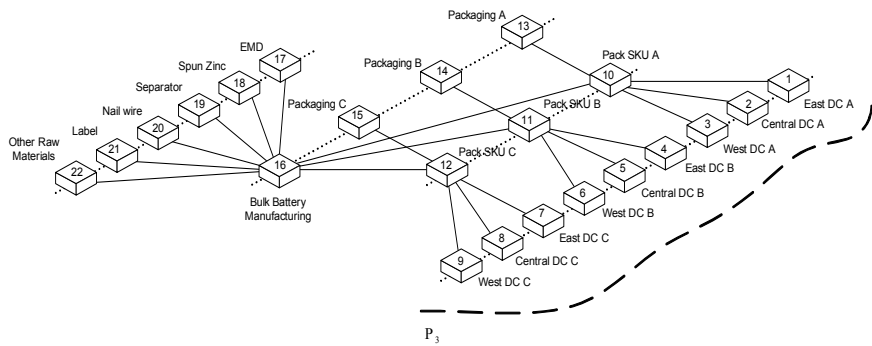 Packaging A
13
Packaging B
14
Pack SKU A
10
1
East DC A
EMD
17
Spun Zinc
18
Separator
19
Nail wire
20
Label
21
Other Raw
Materials
22
Packaging C
15
Pack SKU B
11
2
Central DC A
3
West DC A
4
East DC B
5
Central DC B
6
West DC B
16
Bulk Battery
Manufacturing
12
Pack SKU C
7
East DC C
8
Central DC C
9
West DC C
P3